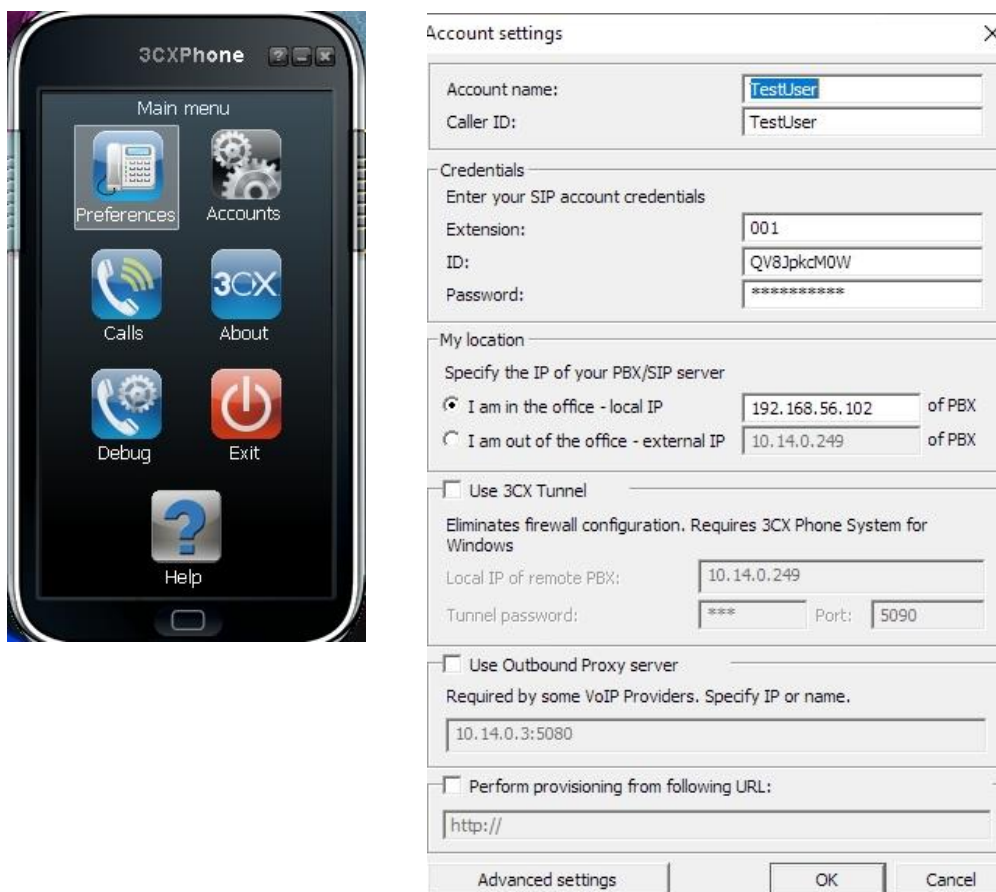 3CXPhone
Main menu
Preferences Accounts
3CX
Calls About
Debug Exit
Help
Account settings
Account name: TestUser
Caller ID: TestUser
Credentials
Enter your SIP account credentials
Extension: 001
ID: QV8JpkcM0W
Password: **********
My location
Specify the IP of your PBX/SIP server
I am in the office - local IP 192.168.56.102 of PBX
I am out of the office - external IP 10.14.0.249 of PBX
Use 3CX Tunnel
Eliminates firewall configuration. Requires 3CX Phone System for
Windows
Local IP of remote PBX: 10.14.0.249
Tunnel password: *** Port: 5090
Use Outbound Proxy server
Required by some VoIP Providers. Specify IP or name.
10.14.0.3:5080
Perform provisioning from following URL:
http://
Advanced settings OK Cancel